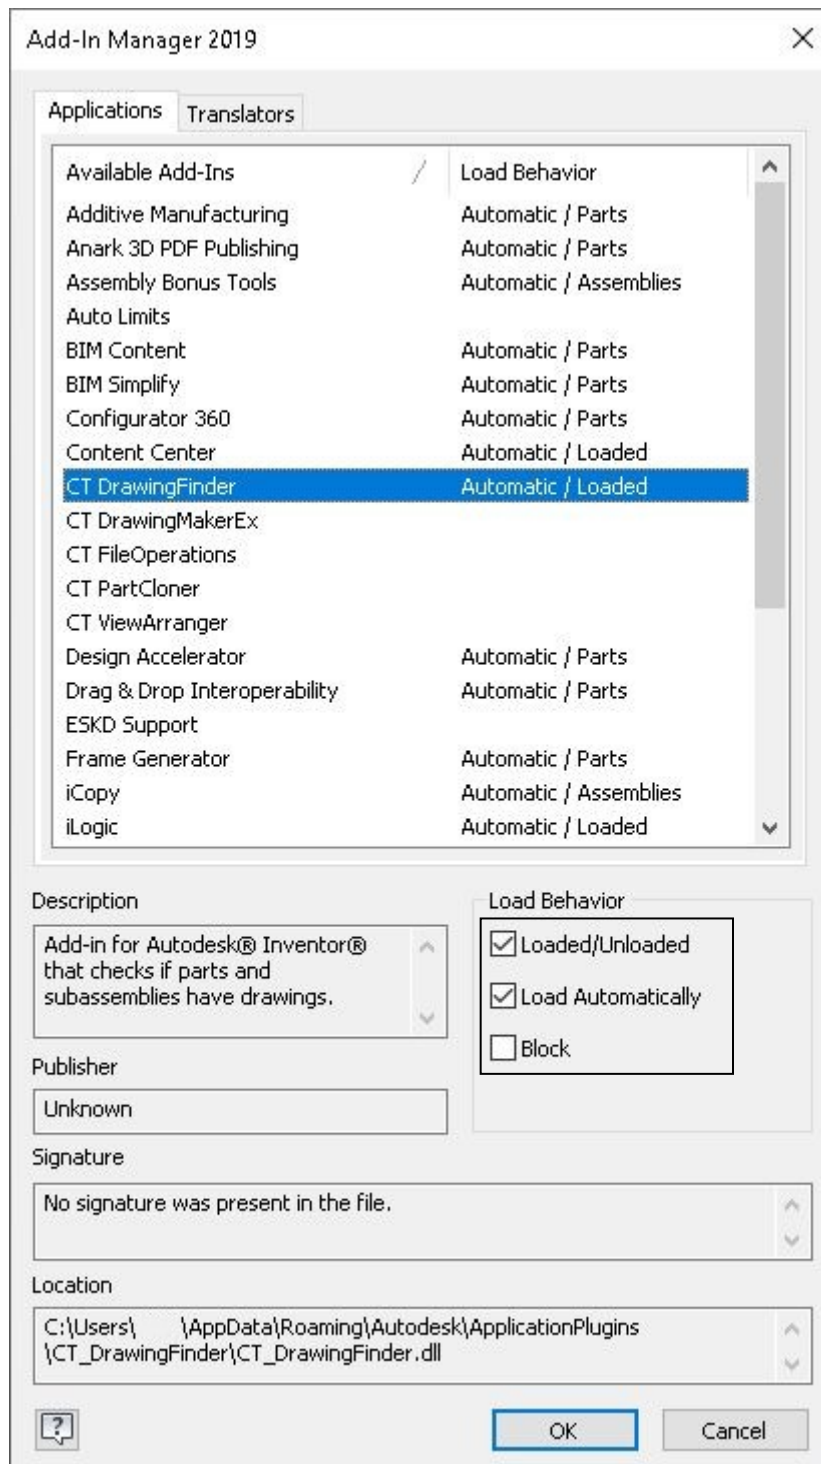 Add-In Manager 2019
Applications Translators
Available Add-Ins Load Behavior
Additive Manufacturing Automatic / Parts
Anark 3D PDF Publishing Automatic / Parts
Assembly Bonus Tools Automatic / Assemblies
Auto Limits
BIM Content Automatic / Parts
BIM Simplify Automatic / Parts
Configurator 360 Automatic / Parts
Content Center Automatic / Loaded
CT DrawingFinder Automatic / Loaded
CT DrawingMakerEx
CT FileOperations
CT PartCloner
CT ViewArranger
Design Accelerator Automatic / Parts
Drag & Drop Interoperability Automatic / Parts
ESKD Support
Frame Generator Automatic / Parts
iCopy Automatic / Assemblies
iLogic Automatic / Loaded
Description
Add-in for Autodesk® Inventor®
that checks if parts and
subassemblies have drawings.
Load Behavior
Loaded/Unloaded
Load Automatically
Block
Publisher
Unknown
Signature
No signature was present in the file.
Location
C:\Users\ \AppData\Roaming\Autodesk\ApplicationPlugins
\CT_DrawingFinder\CT_DrawingFinder.dll
OK Cancel